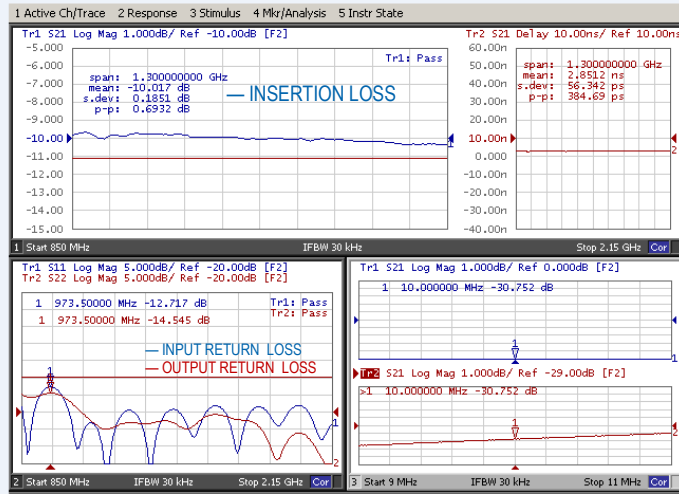 1 Active Ch/Trace 2 Response 3 Stimulus 4 Mkr/Analysis 5 Instr State
Tr1 S21 Log Mag 1.000dB/ Ref -10.00dB [F2]
-5.000
-6.000
-7.000
-8.000
-9.000
-10.00
-11.00
-12.00
-13.00
-14.00
-15.00
Tr1: Pass
span: 1.300000000 GHz
mean: -10.017 dB
s.dev: 0.1851 dB
p-p: 0.6932 dB
— INSERTION LOSS
1
Tr2 S21 Delay 10.00ns/ Ref 10.00ns
60.00n
50.00n
40.00n
30.00n
20.00n
10.00n
0.000
-10.00n
-20.00n
-30.00n
-40.00n
span: 1.300000000 GHz
mean: 2.8512 ns
s.dev: 56.342 ps
p-p: 384.69 ps
2
1 Start 850 MHz IFBW 30 kHz Stop 2.15 GHz Cor
Tr1 S11 Log Mag 5.000dB/ Ref -20.00dB [F2]
Tr2 S22 Log Mag 5.000dB/ Ref -20.00dB [F2]
1 973.50000 MHz -12.717 dB Tr1: Pass
1 973.50000 MHz -14.545 dB Tr2: Pass
— INPUT RETURN LOSS
— OUTPUT RETURN LOSS
1
1
2
2 Start 850 MHz IFBW 30 kHz Stop 2.15 GHz Cor
Tr1 S21 Log Mag 1.000dB/ Ref 0.000dB [F2]
1 10.000000 MHz -30.752 dB
1
1
Tr2 S21 Log Mag 1.000dB/ Ref -29.00dB [F2]
>1 10.000000 MHz -30.752 dB
1
2
3 Start 9 MHz IFBW 30 kHz Stop 11 MHz Cor